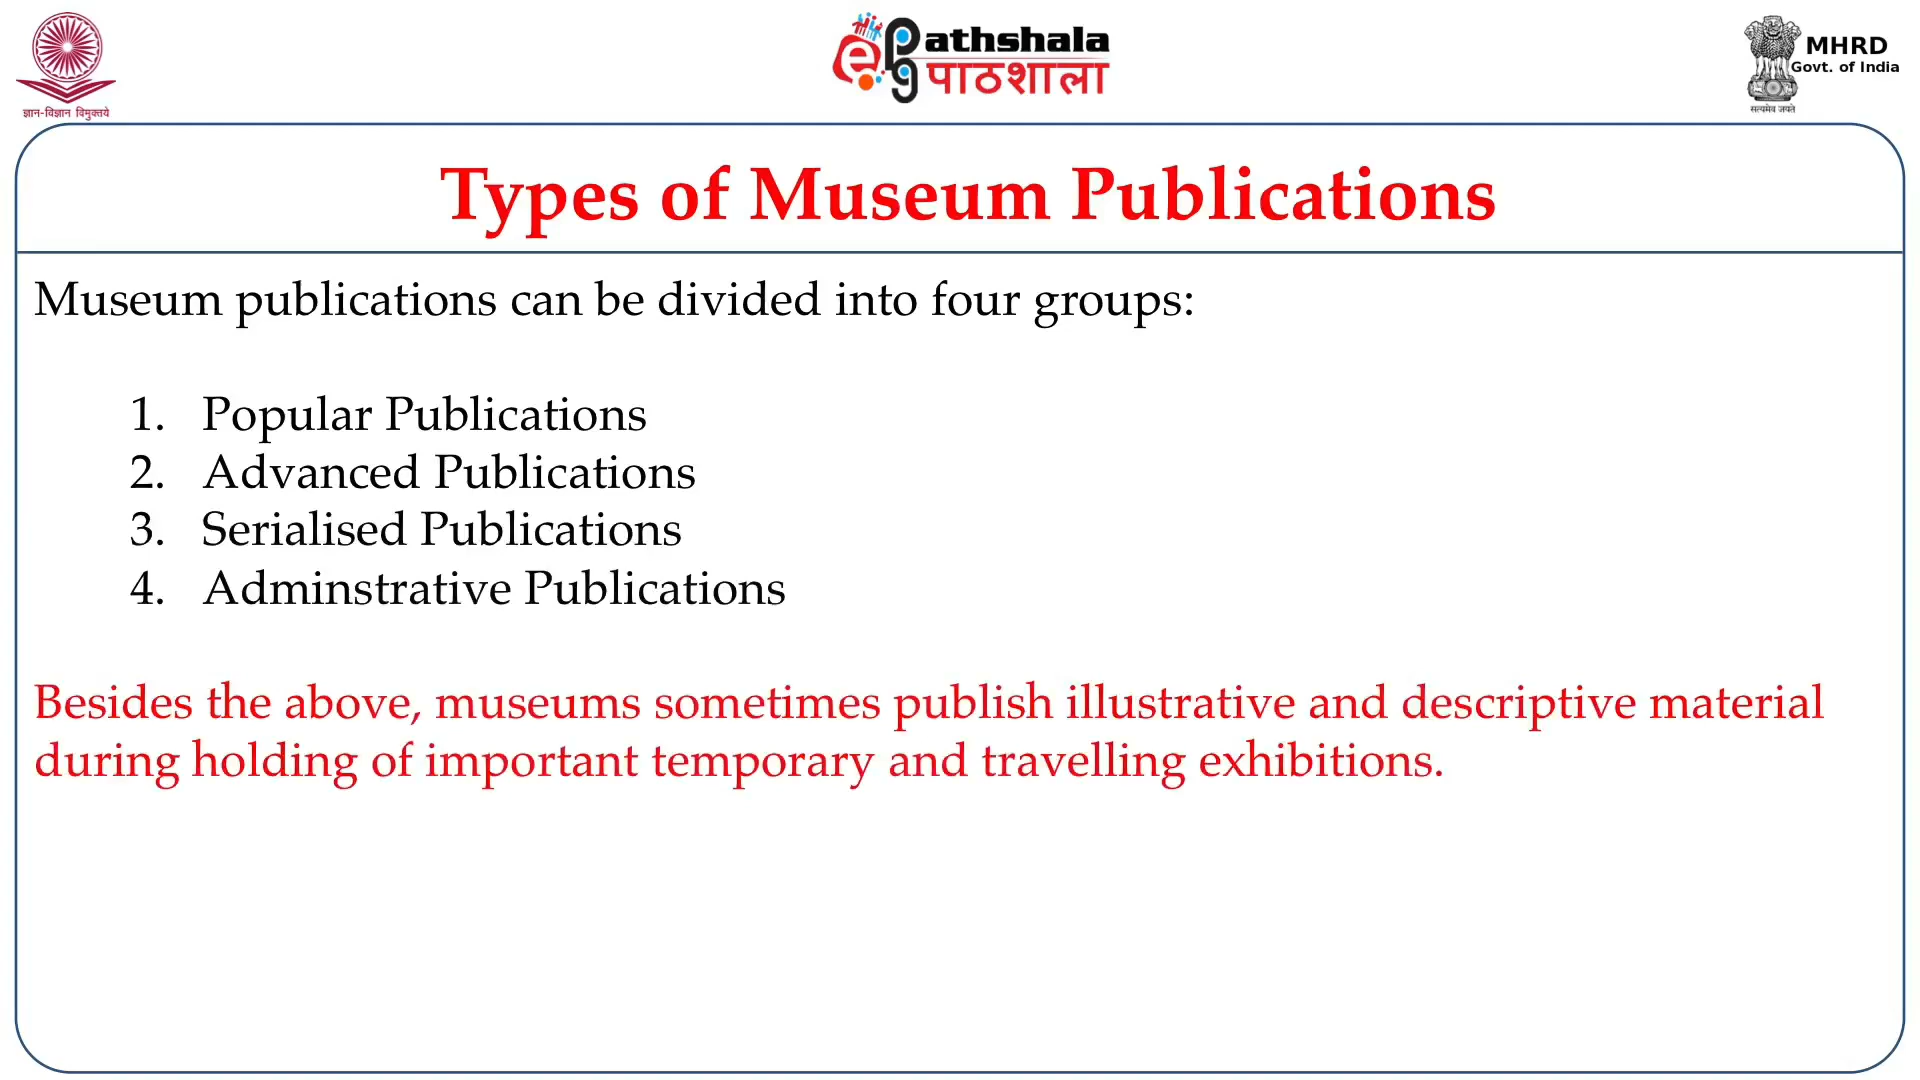 ज्ञान-विज्ञान विमुक्तये
e PG Pathshala
पाठशाला
MHRD
Govt. of India
सत्यमेव जयते
Types of Museum Publications
Museum publications can be divided into four groups:
1. Popular Publications
2. Advanced Publications
3. Serialised Publications
4. Adminstrative Publications
Besides the above, museums sometimes publish illustrative and descriptive material
during holding of important temporary and travelling exhibitions.